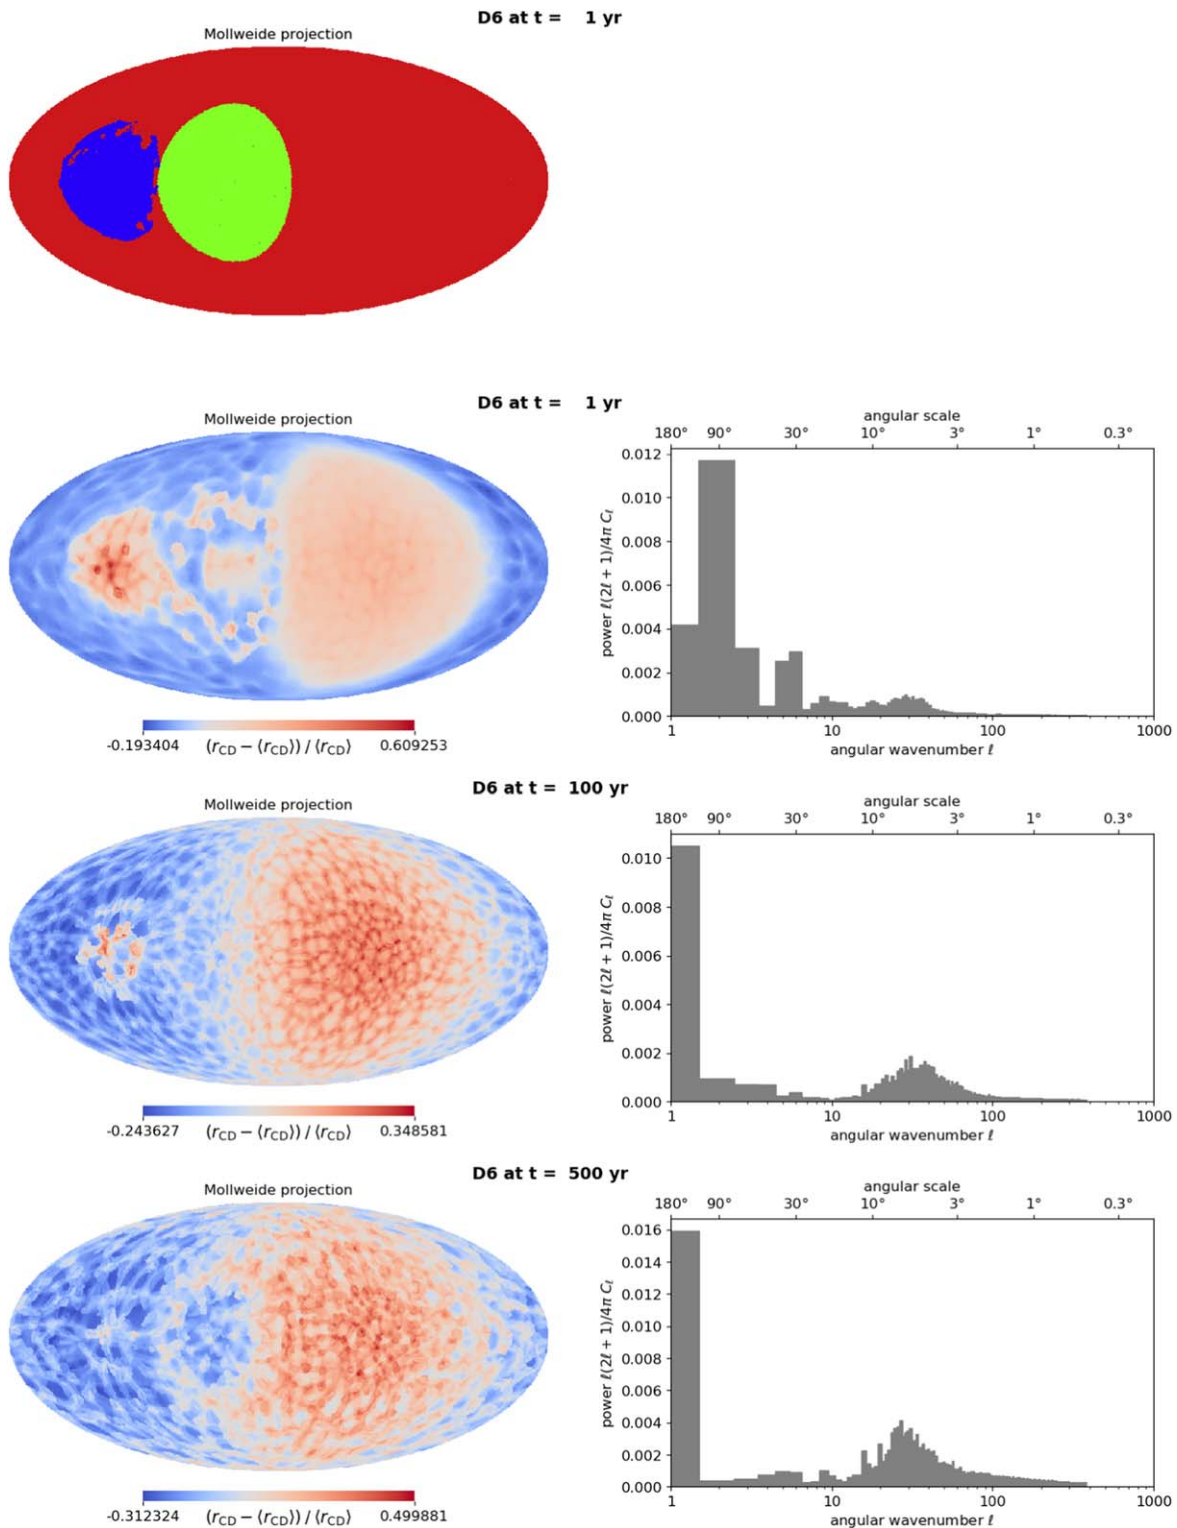 D6 at t = 1 yr
Mollweide projection
D6 at t = 1 yr
Mollweide projection
-0.193404 (r_CD − ⟨r_CD⟩) / ⟨r_CD⟩ 0.609253
angular scale
180° 90° 30° 10° 3° 1° 0.3°
power ℓ(2ℓ + 1)/4π C_ℓ
0.012
0.010
0.008
0.006
0.004
0.002
0.000
1 10 100 1000
angular wavenumber ℓ
D6 at t = 100 yr
Mollweide projection
-0.243627 (r_CD − ⟨r_CD⟩) / ⟨r_CD⟩ 0.348581
angular scale
180° 90° 30° 10° 3° 1° 0.3°
power ℓ(2ℓ + 1)/4π C_ℓ
0.010
0.008
0.006
0.004
0.002
0.000
1 10 100 1000
angular wavenumber ℓ
D6 at t = 500 yr
Mollweide projection
-0.312324 (r_CD − ⟨r_CD⟩) / ⟨r_CD⟩ 0.499881
angular scale
180° 90° 30° 10° 3° 1° 0.3°
power ℓ(2ℓ + 1)/4π C_ℓ
0.016
0.014
0.012
0.010
0.008
0.006
0.004
0.002
0.000
1 10 100 1000
angular wavenumber ℓ